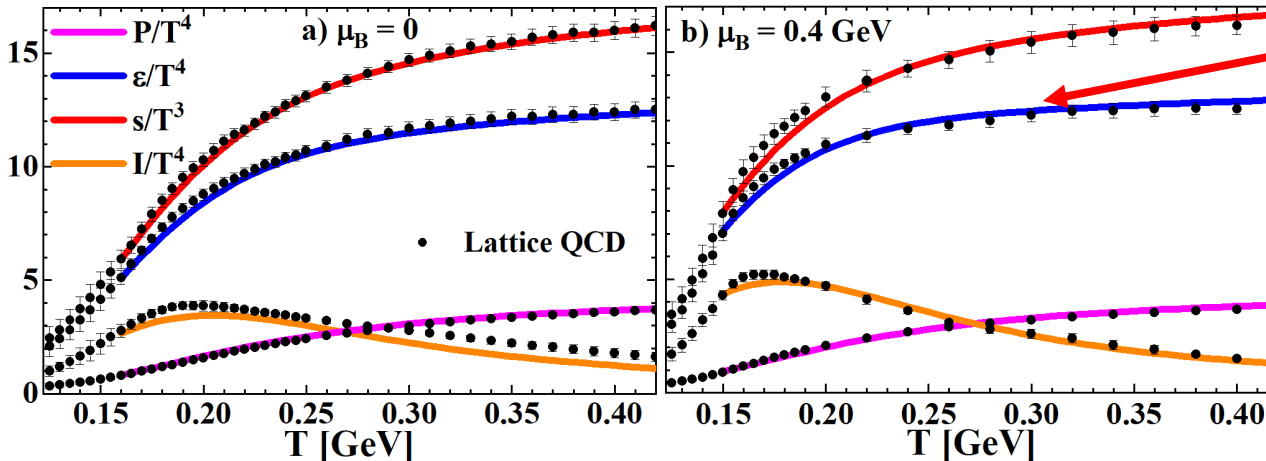 a) μB = 0
P/T⁴
ε/T⁴
s/T³
I/T⁴
Lattice QCD
15
10
5
0
0.15 0.20 0.25 0.30 0.35 0.40
T [GeV]
b) μB = 0.4 GeV
0.15 0.20 0.25 0.30 0.35 0.40
T [GeV]